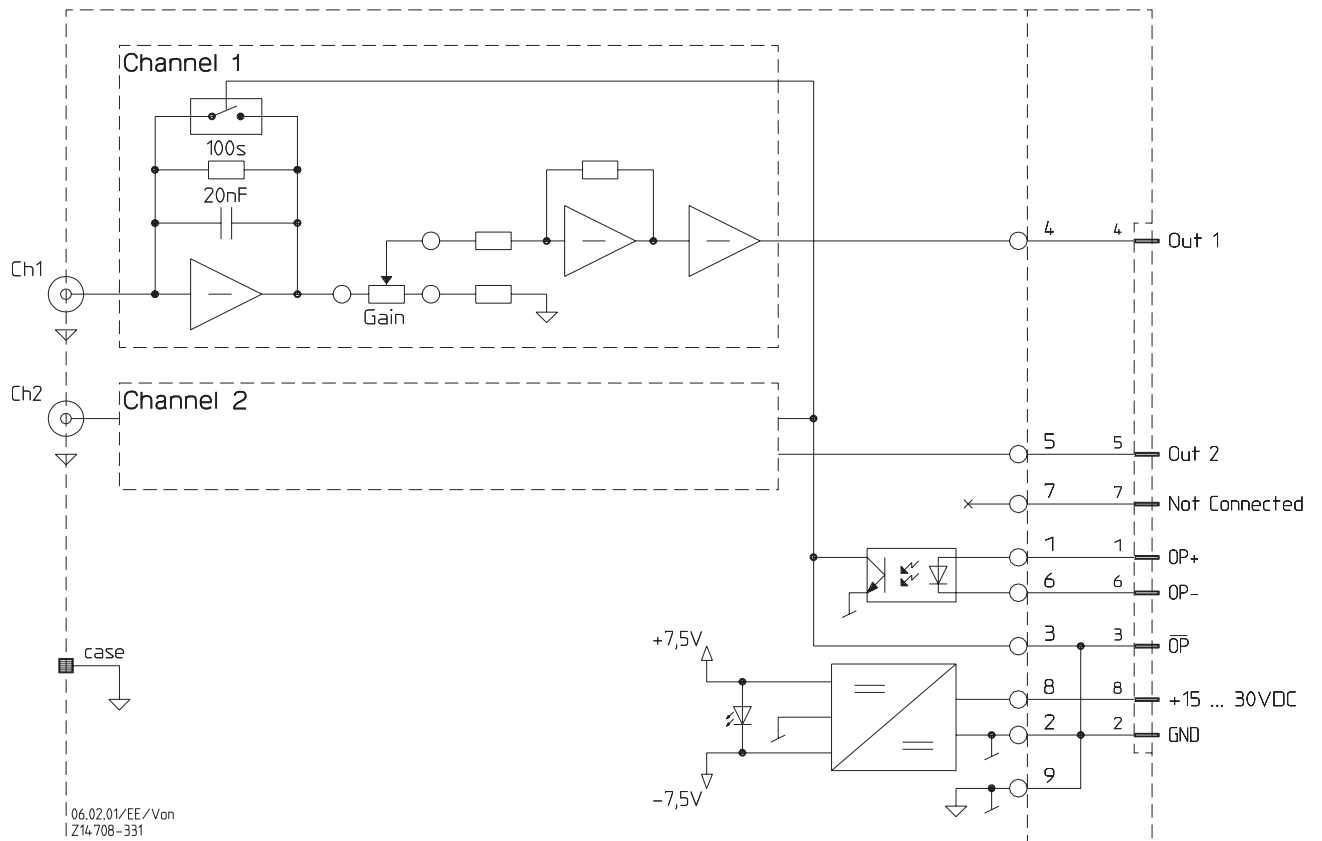 Channel 1
100s
20nF
Ch1
Gain
4 4 Out 1
Ch2
Channel 2
5 5 Out 2
7 7 Not Connected
1 1 OP+
6 6 OP-
+7,5V
3 3 O̅P̅
case
8 8 +15 ... 30VDC
2 2 GND
9
-7,5V
06.02.01/EE/Von
Z14708-331